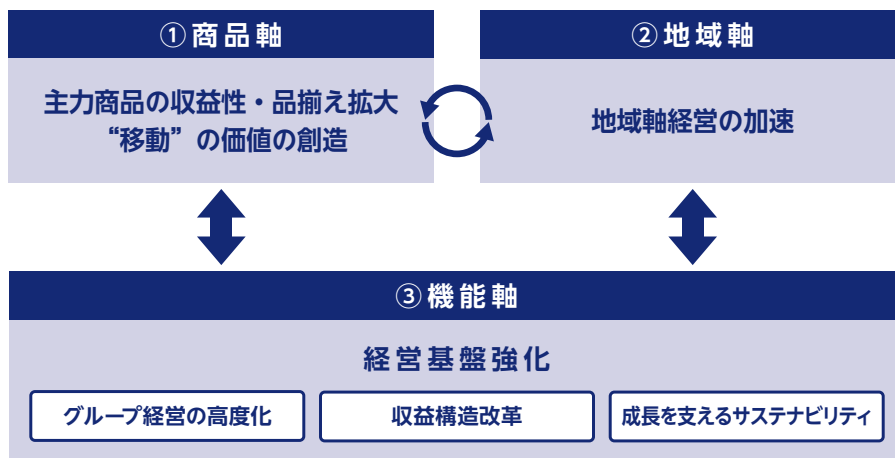 ①商品軸
主力商品の収益性・品揃え拡大
“移動”の価値の創造
②地域軸
地域軸経営の加速
③機能軸
経営基盤強化
グループ経営の高度化
収益構造改革
成長を支えるサステナビリティ